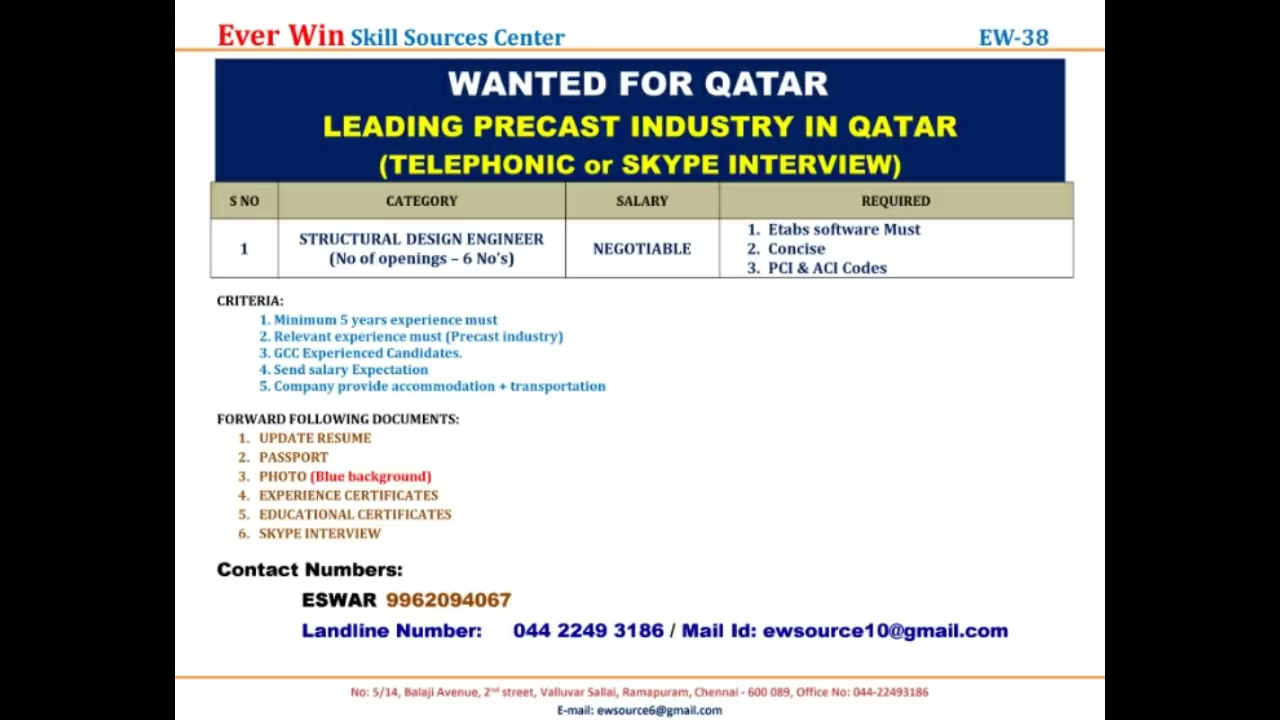 Ever Win Skill Sources Center EW-38
WANTED FOR QATAR
LEADING PRECAST INDUSTRY IN QATAR
(TELEPHONIC or SKYPE INTERVIEW)
S NO CATEGORY SALARY REQUIRED
1 STRUCTURAL DESIGN ENGINEER
(No of openings – 6 No's)
NEGOTIABLE
1. Etabs software Must
2. Concise
3. PCI & ACI Codes
CRITERIA:
1. Minimum 5 years experience must
2. Relevant experience must (Precast industry)
3. GCC Experienced Candidates.
4. Send salary Expectation
5. Company provide accommodation + transportation
FORWARD FOLLOWING DOCUMENTS:
1. UPDATE RESUME
2. PASSPORT
3. PHOTO (Blue background)
4. EXPERIENCE CERTIFICATES
5. EDUCATIONAL CERTIFICATES
6. SKYPE INTERVIEW
Contact Numbers:
ESWAR 9962094067
Landline Number: 044 2249 3186 / Mail Id: ewsource10@gmail.com
No: 5/14, Balaji Avenue, 2nd street, Valluvar Sallai, Ramapuram, Chennai - 600 089, Office No: 044-22493186
E-mail: ewsource6@gmail.com